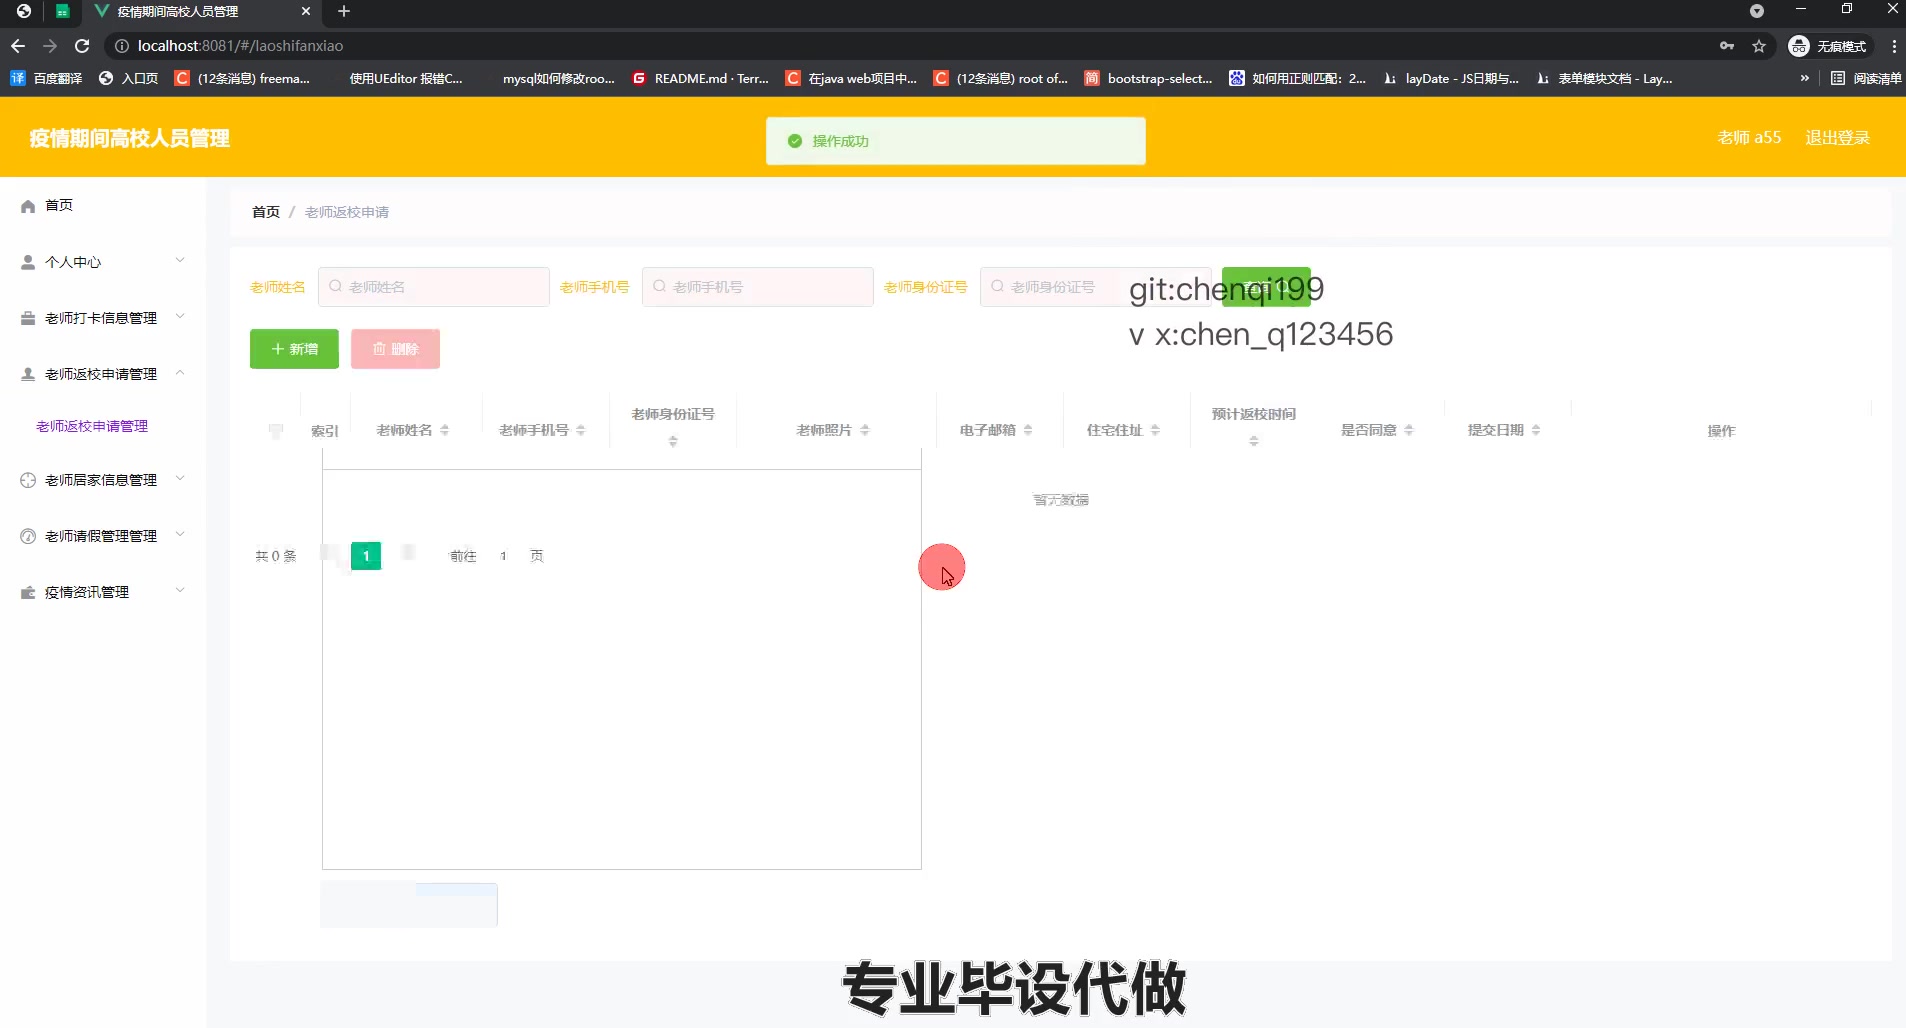 疫情期间高校人员管理
localhost:8081/#/laoshifanxiao
无痕模式
百度翻译
入口页
(12条消息) freema...
使用UEditor 报错C...
mysql如何修改roo...
README.md · Terr...
在java web项目中...
(12条消息) root of...
bootstrap-select...
如何用正则匹配：2...
layDate - JS日期与...
表单模块文档 - Lay...
»
阅读清单
疫情期间高校人员管理
操作成功
老师 a55
退出登录
首页
个人中心
老师打卡信息管理
老师返校申请管理
老师返校申请管理
老师居家信息管理
老师请假管理管理
疫情资讯管理
首页 / 老师返校申请
老师姓名
老师姓名
老师手机号
老师手机号
老师身份证号
老师身份证号
git:chenqi199
v x:chen_q123456
新增
删除
索引
老师姓名
老师手机号
老师身份证号
老师照片
电子邮箱
住宅住址
预计返校时间
是否同意
提交日期
操作
暂无数据
共 0 条
1
前往 1 页
专业毕设代做